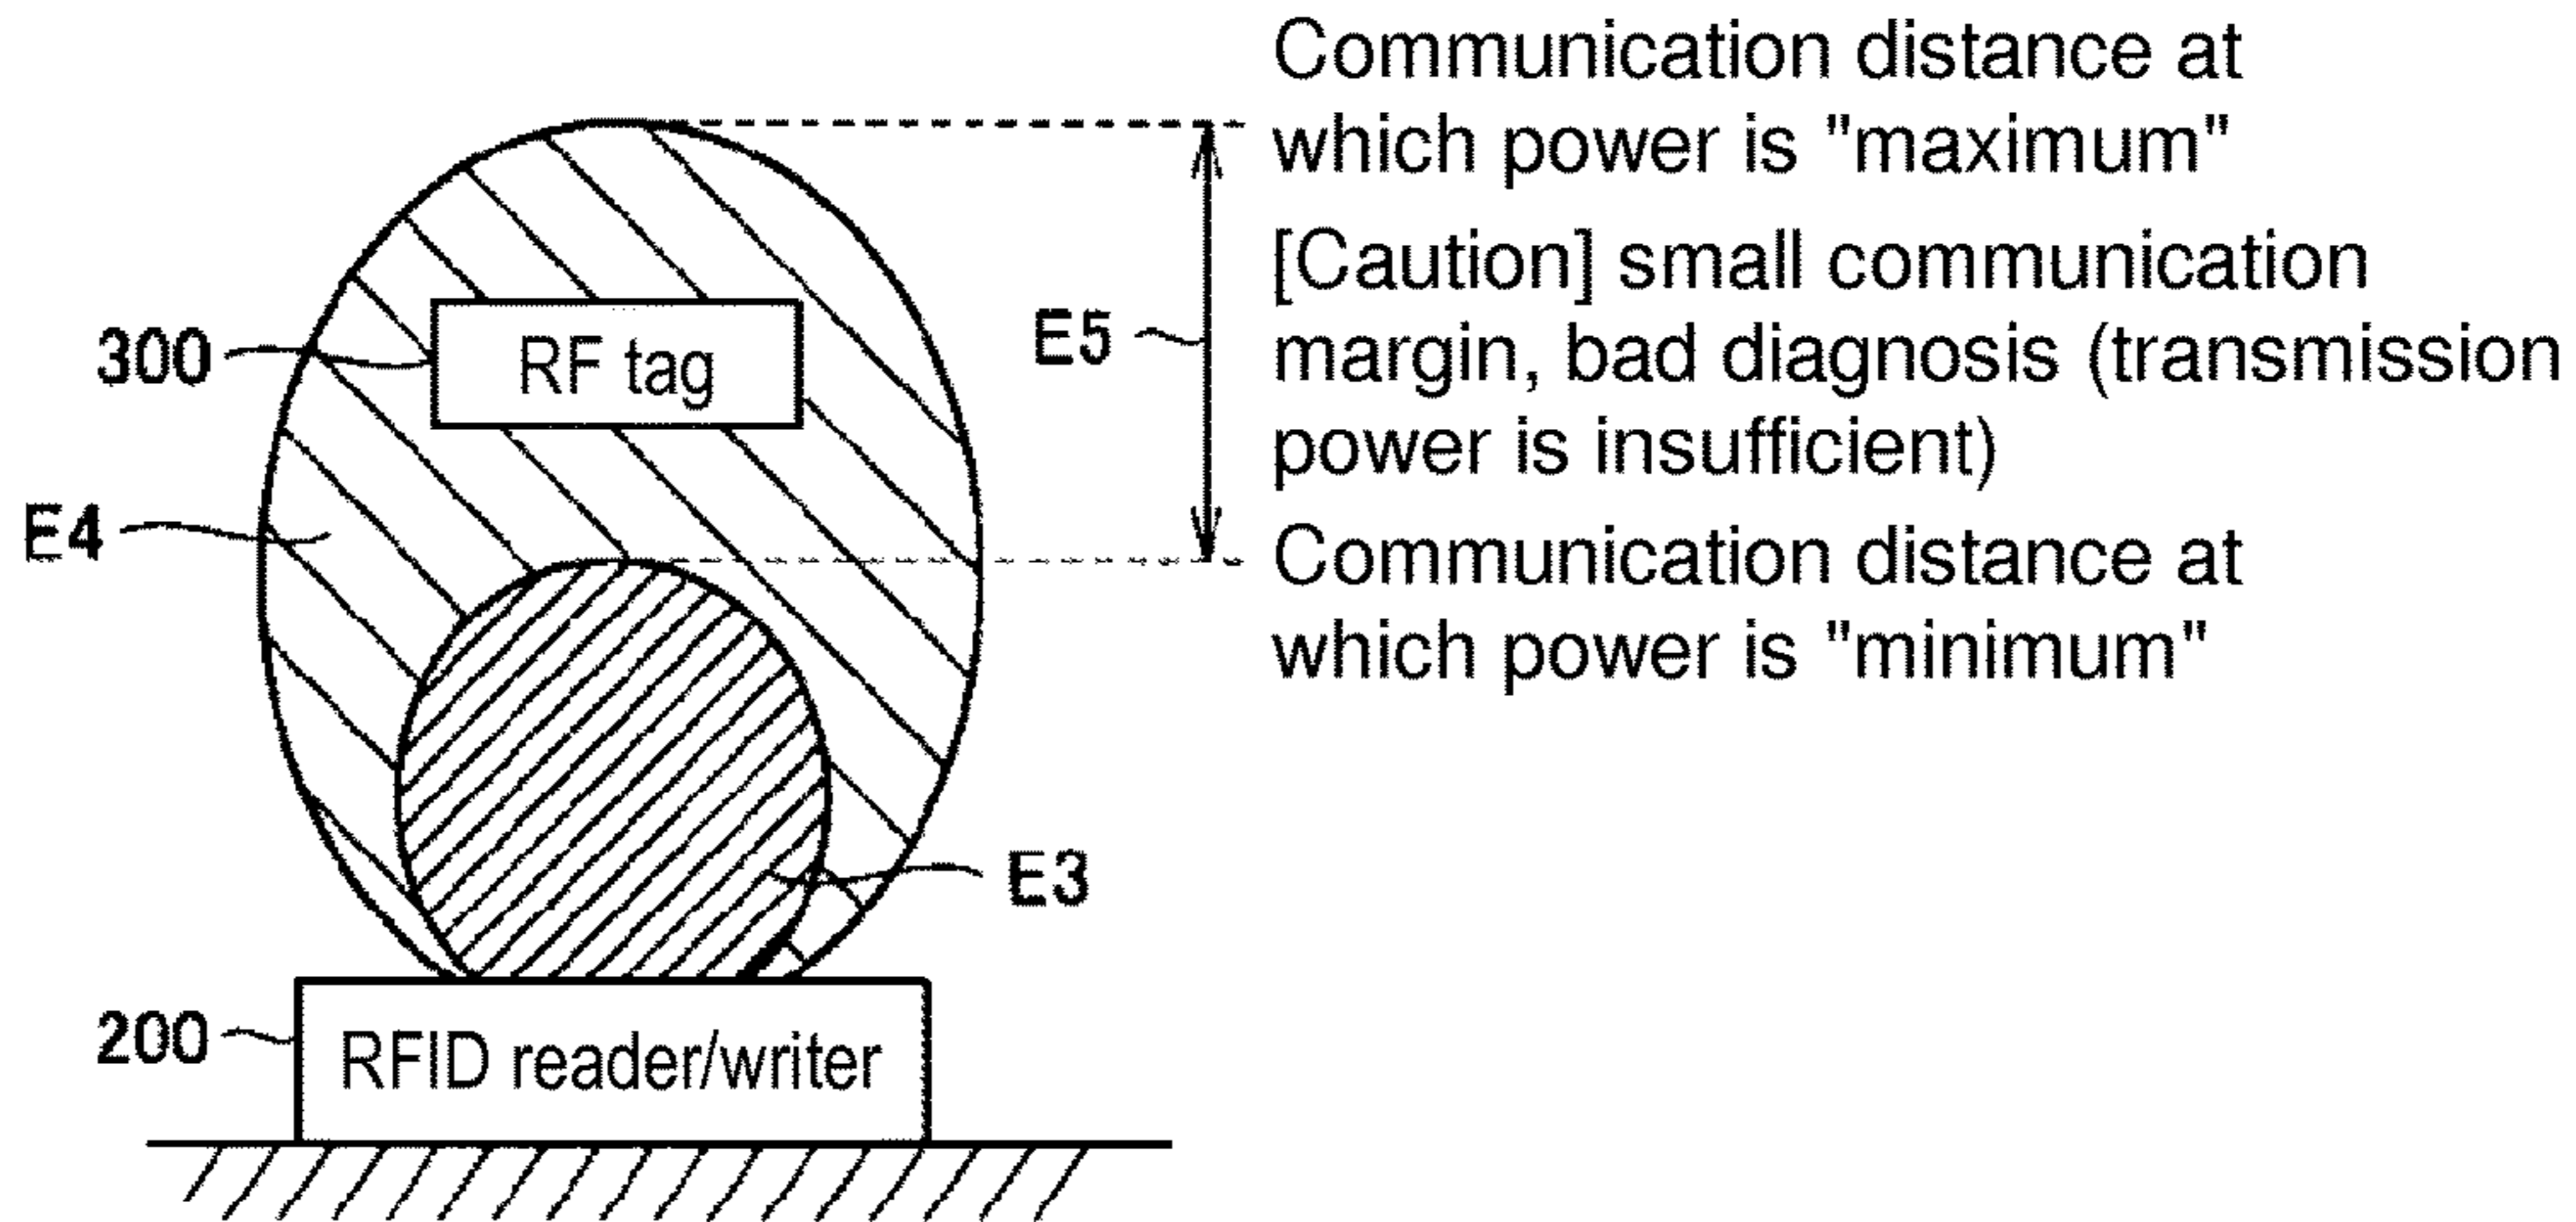 Communication distance at
which power is "maximum"
[Caution] small communication
margin, bad diagnosis (transmission
power is insufficient)
Communication distance at
which power is "minimum"
300
RF tag
E5
E4
E3
200
RFID reader/writer